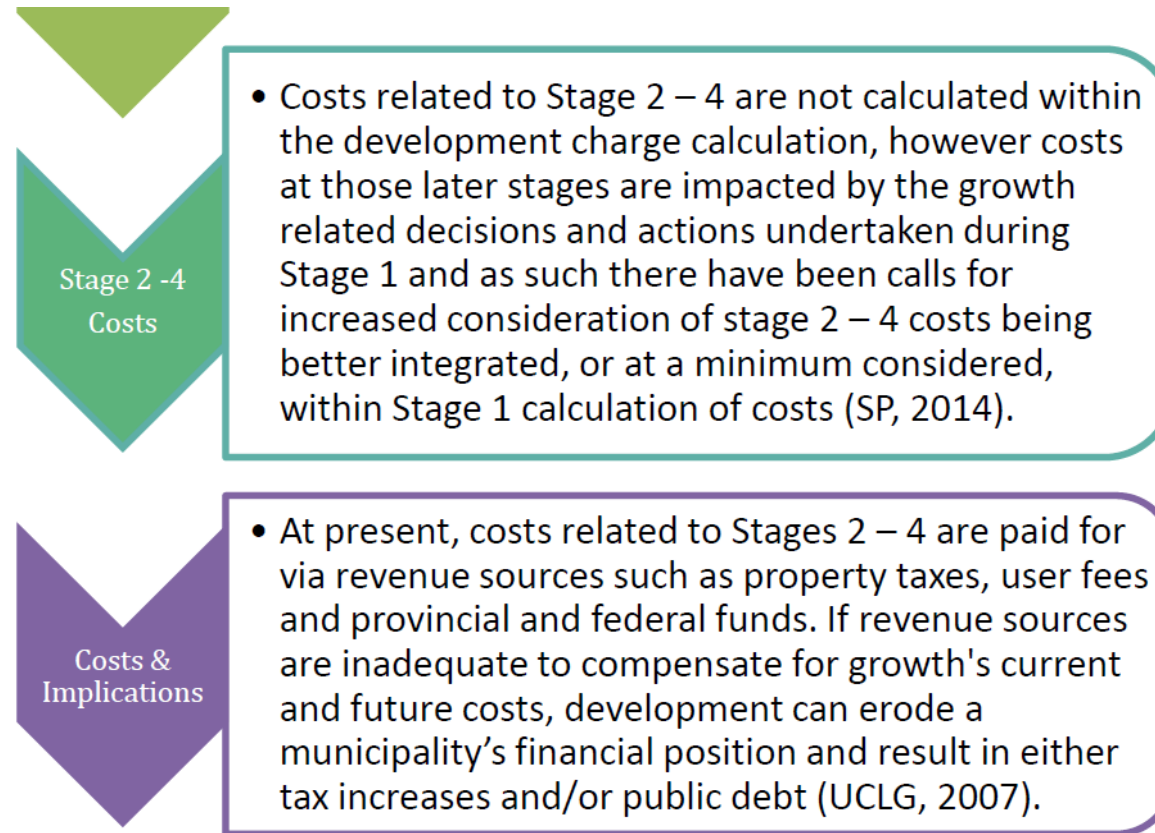 Stage 2 -4
Costs
• Costs related to Stage 2 – 4 are not calculated within
the development charge calculation, however costs
at those later stages are impacted by the growth
related decisions and actions undertaken during
Stage 1 and as such there have been calls for
increased consideration of stage 2 – 4 costs being
better integrated, or at a minimum considered,
within Stage 1 calculation of costs (SP, 2014).
Costs &
Implications
• At present, costs related to Stages 2 – 4 are paid for
via revenue sources such as property taxes, user fees
and provincial and federal funds. If revenue sources
are inadequate to compensate for growth's current
and future costs, development can erode a
municipality’s financial position and result in either
tax increases and/or public debt (UCLG, 2007).